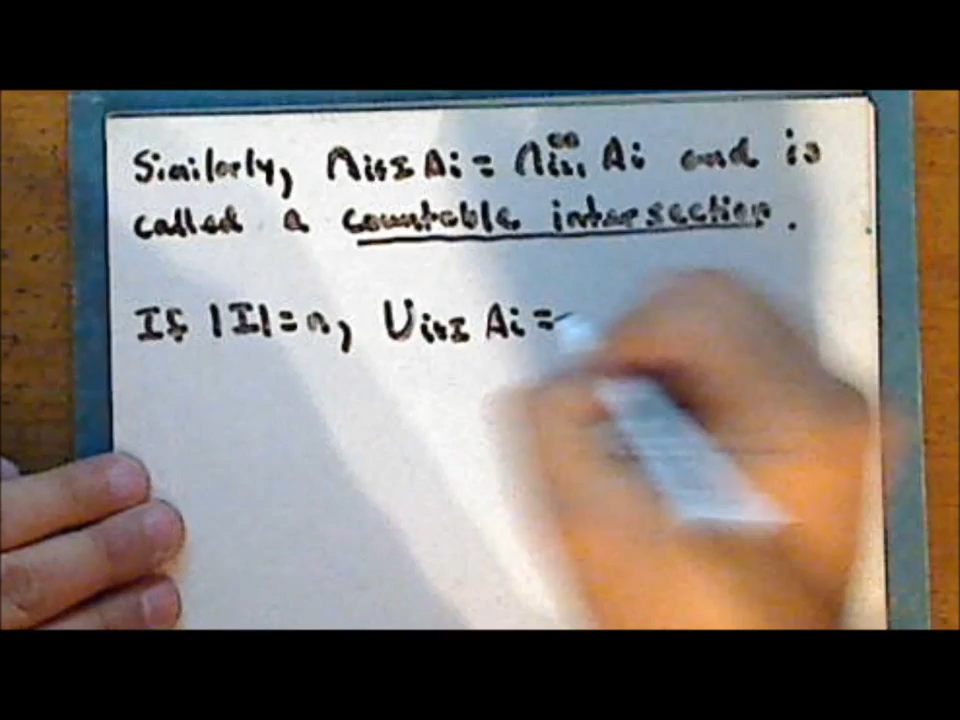 Similarly, ∩i∈I Ai = ∩∞i=1 Ai and is
called a countable intersection.
If |I|=n, ∪i∈I Ai =